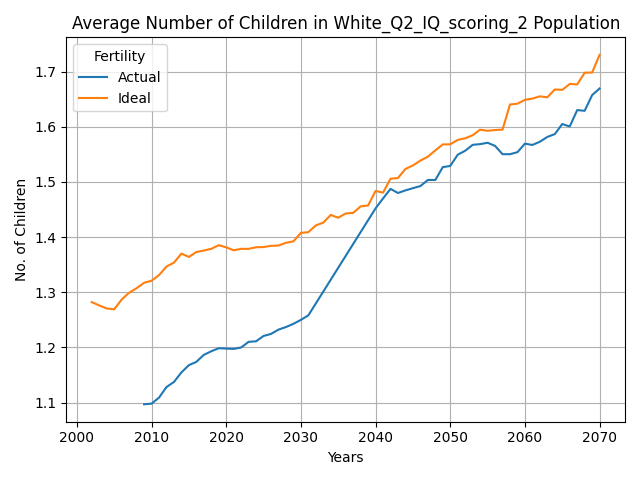 Average Number of Children in White_Q2_IQ_scoring_2 Population
Fertility
Actual
Ideal
No. of Children
1.7
1.6
1.5
1.4
1.3
1.2
1.1
2000 2010 2020 2030 2040 2050 2060 2070
Years